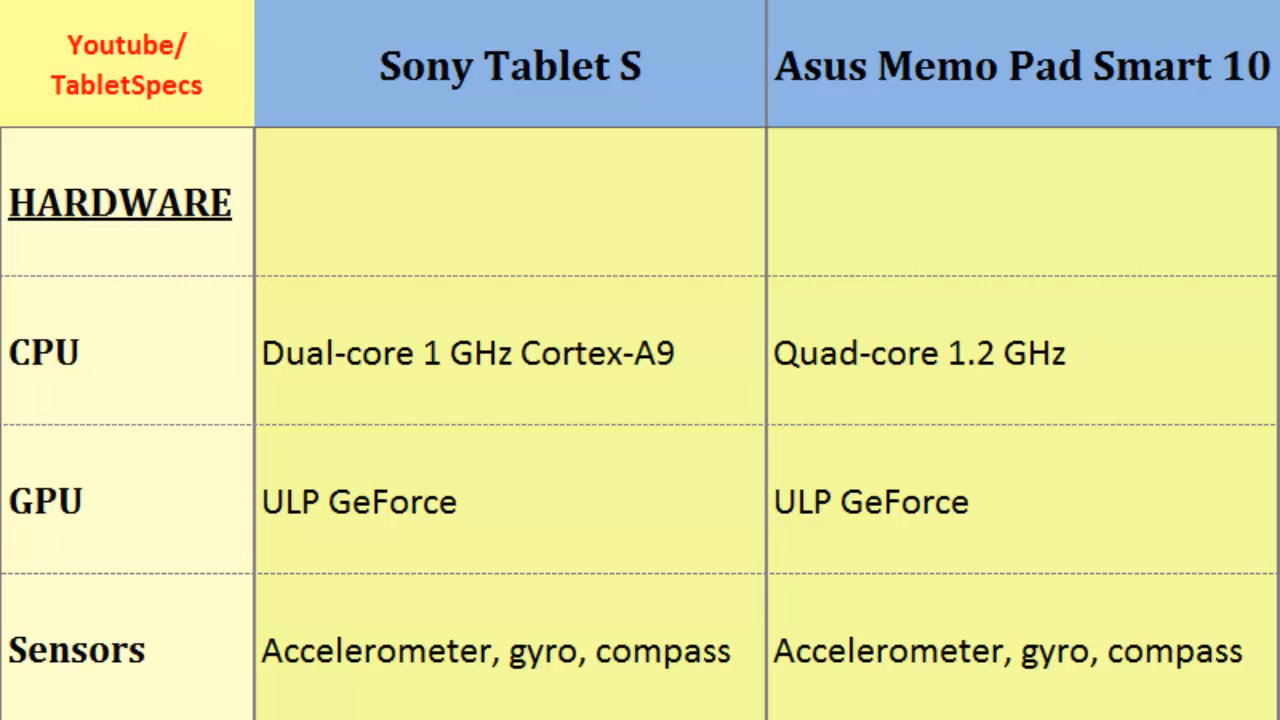 Youtube/
TabletSpecs
Sony Tablet S
Asus Memo Pad Smart 10
HARDWARE
CPU
Dual-core 1 GHz Cortex-A9
Quad-core 1.2 GHz
GPU
ULP GeForce
ULP GeForce
Sensors
Accelerometer, gyro, compass
Accelerometer, gyro, compass